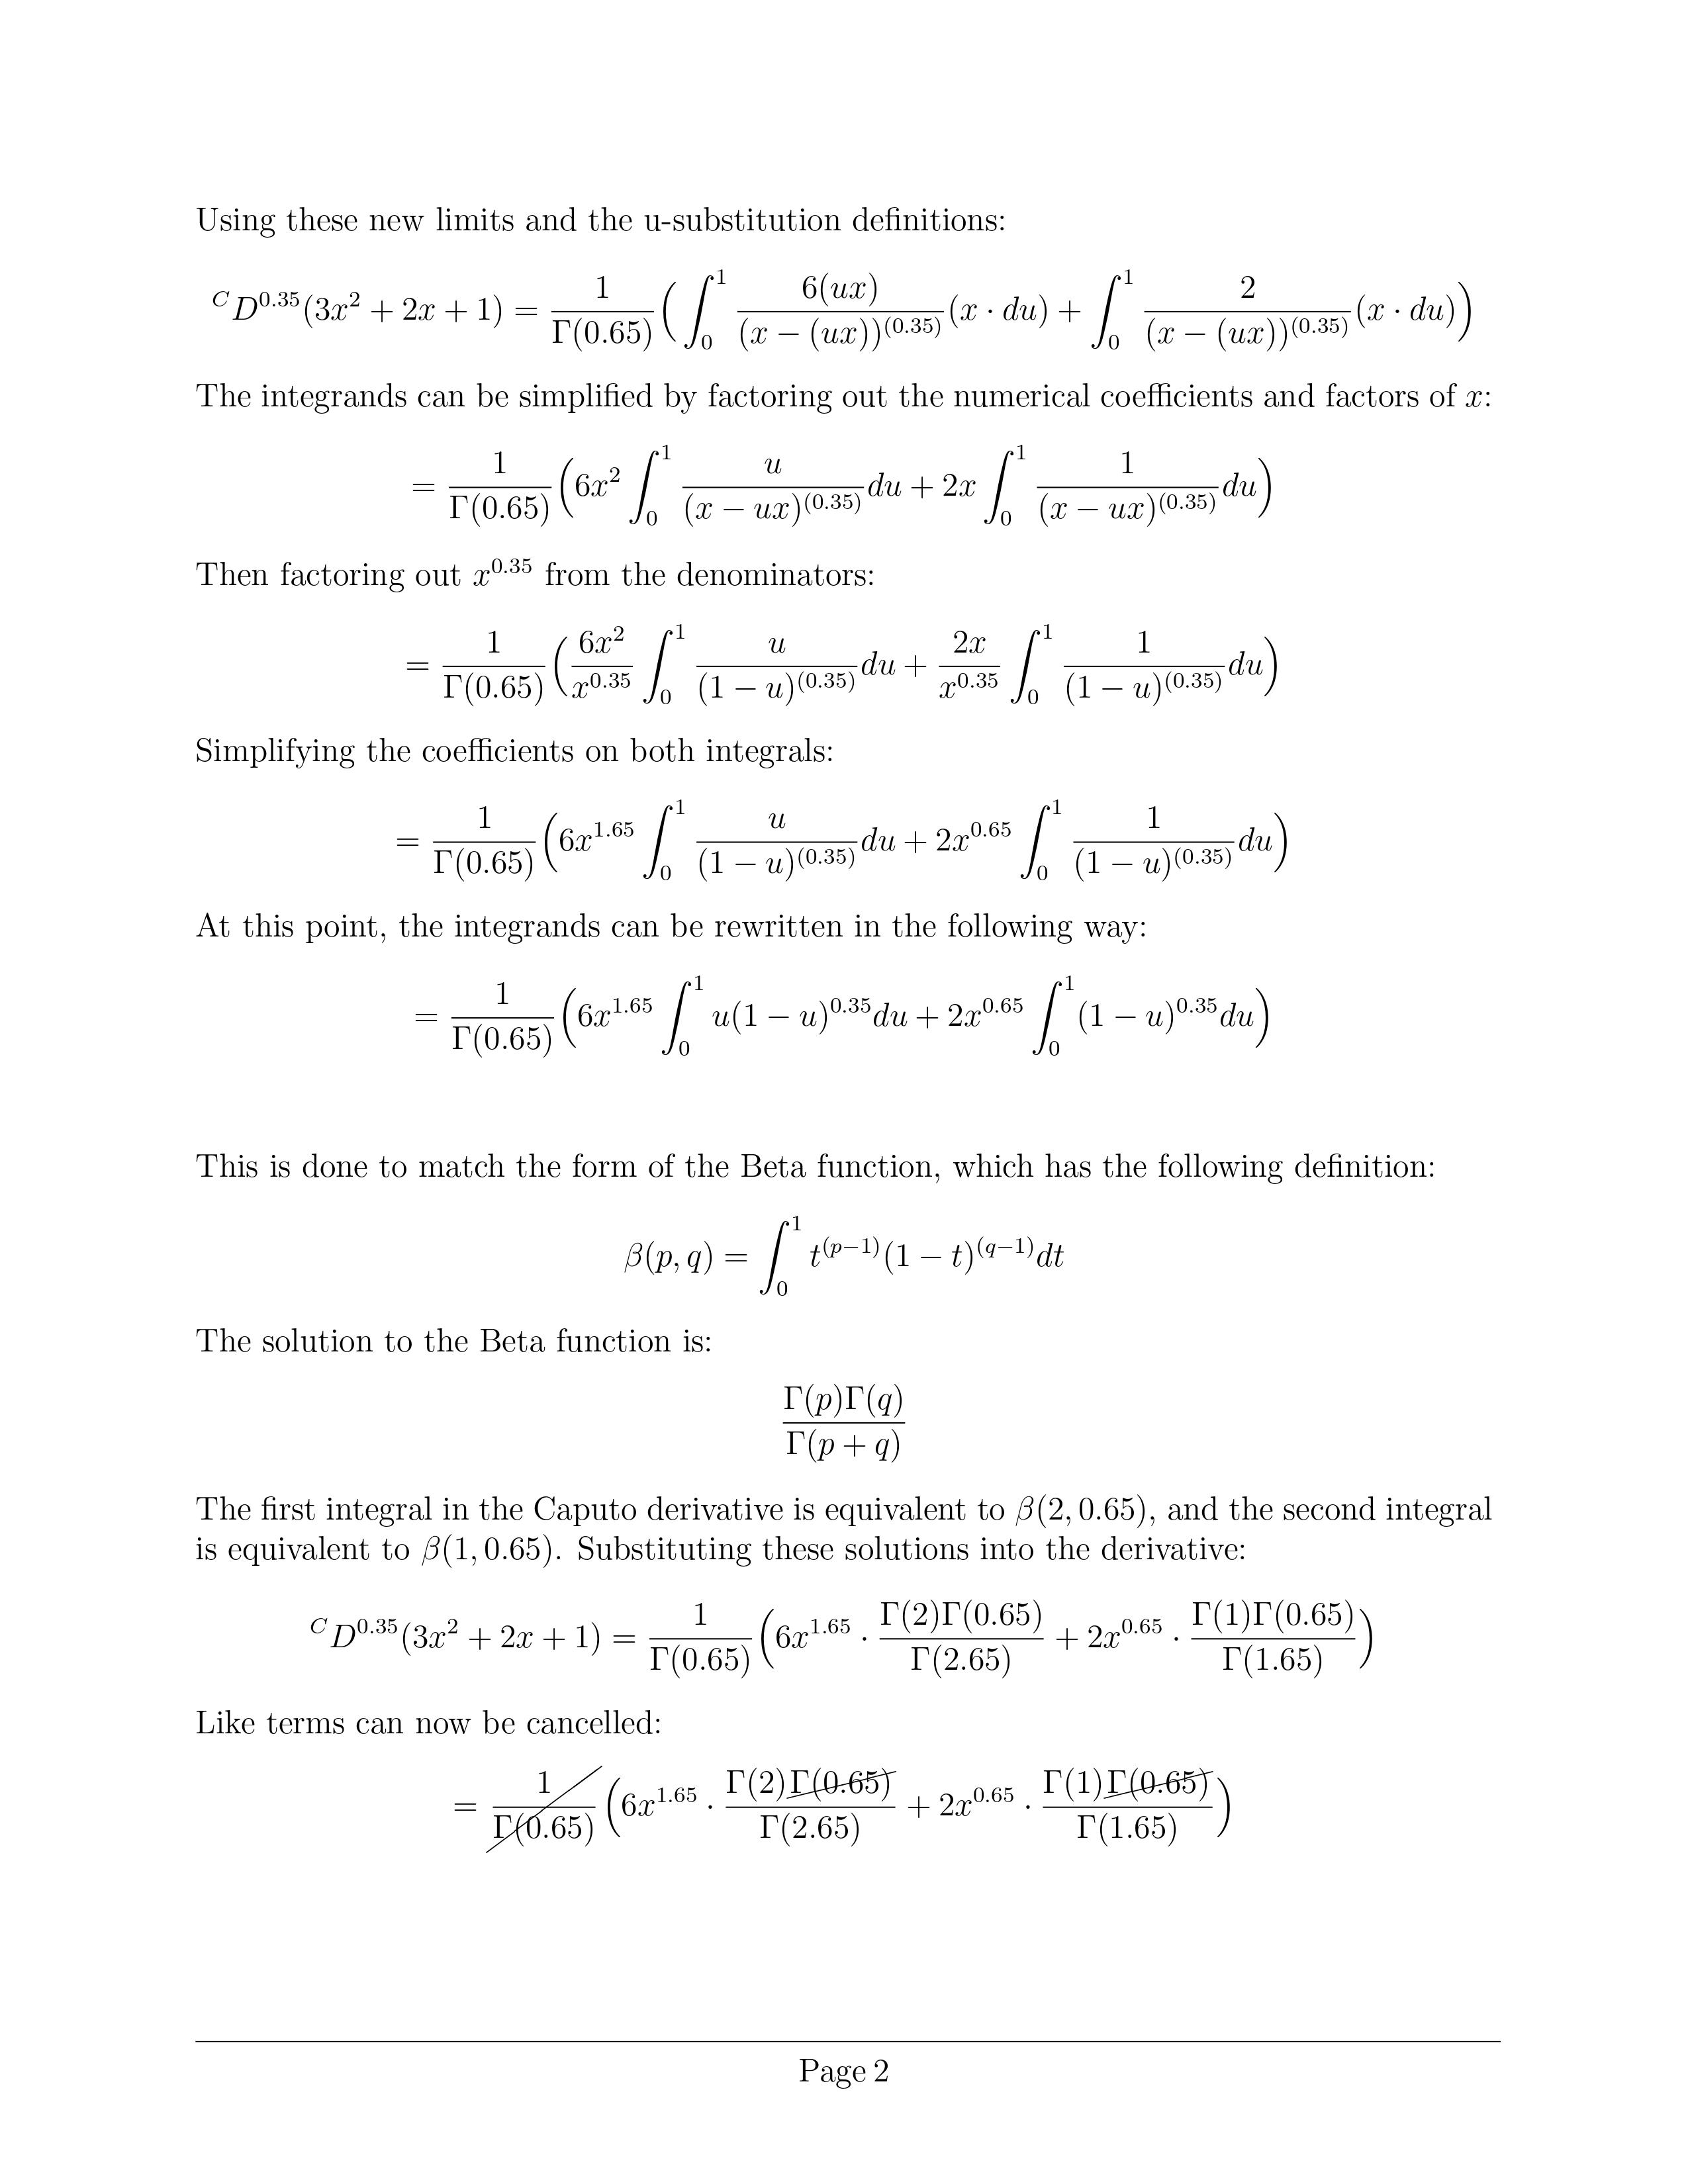 Using these new limits and the u-substitution definitions:
$^{C}D^{0.35}(3x^2 + 2x + 1) = \frac{1}{\Gamma(0.65)} \Big( \int_0^1 \frac{6(ux)}{(x - (ux))^{(0.35)}} (x \cdot du) + \int_0^1 \frac{2}{(x - (ux))^{(0.35)}} (x \cdot du) \Big)$
The integrands can be simplified by factoring out the numerical coefficients and factors of $x$:
$= \frac{1}{\Gamma(0.65)} \Big( 6x^2 \int_0^1 \frac{u}{(x - ux)^{(0.35)}} du + 2x \int_0^1 \frac{1}{(x - ux)^{(0.35)}} du \Big)$
Then factoring out $x^{0.35}$ from the denominators:
$= \frac{1}{\Gamma(0.65)} \Big( \frac{6x^2}{x^{0.35}} \int_0^1 \frac{u}{(1 - u)^{(0.35)}} du + \frac{2x}{x^{0.35}} \int_0^1 \frac{1}{(1 - u)^{(0.35)}} du \Big)$
Simplifying the coefficients on both integrals:
$= \frac{1}{\Gamma(0.65)} \Big( 6x^{1.65} \int_0^1 \frac{u}{(1 - u)^{(0.35)}} du + 2x^{0.65} \int_0^1 \frac{1}{(1 - u)^{(0.35)}} du \Big)$
At this point, the integrands can be rewritten in the following way:
$= \frac{1}{\Gamma(0.65)} \Big( 6x^{1.65} \int_0^1 u(1 - u)^{0.35} du + 2x^{0.65} \int_0^1 (1 - u)^{0.35} du \Big)$
This is done to match the form of the Beta function, which has the following definition:
$\beta(p, q) = \int_0^1 t^{(p-1)} (1 - t)^{(q-1)} dt$
The solution to the Beta function is:
$\frac{\Gamma(p)\Gamma(q)}{\Gamma(p + q)}$
The first integral in the Caputo derivative is equivalent to $\beta(2, 0.65)$, and the second integral
is equivalent to $\beta(1, 0.65)$. Substituting these solutions into the derivative:
$^{C}D^{0.35}(3x^2 + 2x + 1) = \frac{1}{\Gamma(0.65)} \Big( 6x^{1.65} \cdot \frac{\Gamma(2)\Gamma(0.65)}{\Gamma(2.65)} + 2x^{0.65} \cdot \frac{\Gamma(1)\Gamma(0.65)}{\Gamma(1.65)} \Big)$
Like terms can now be cancelled:
$= \cancel{\frac{1}{\Gamma(0.65)}} \Big( 6x^{1.65} \cdot \frac{\Gamma(2)\cancel{\Gamma(0.65)}}{\Gamma(2.65)} + 2x^{0.65} \cdot \frac{\Gamma(1)\cancel{\Gamma(0.65)}}{\Gamma(1.65)} \Big)$
Page 2